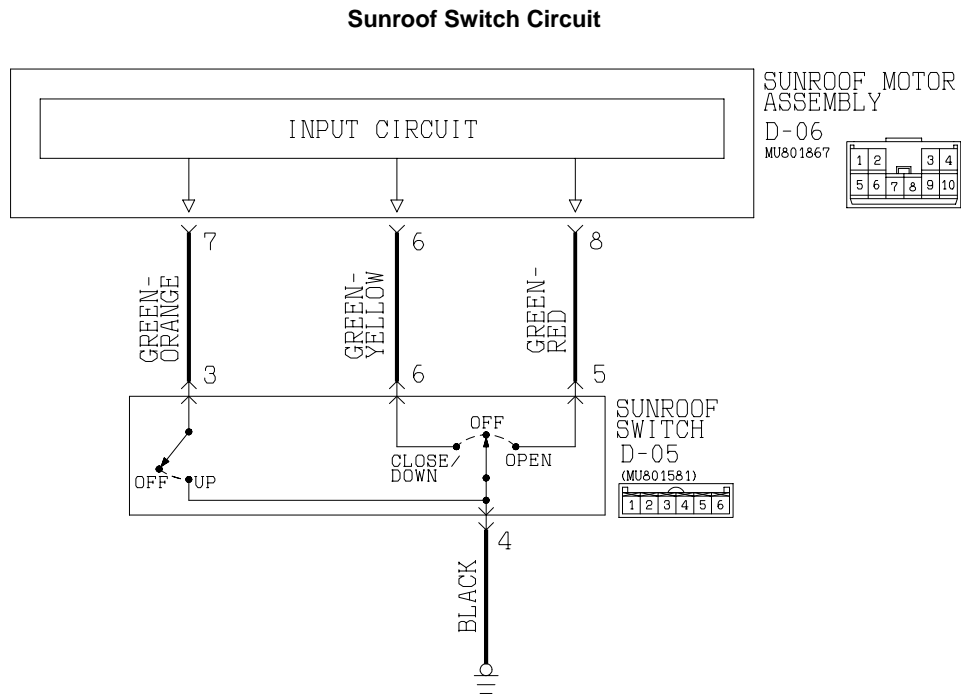 Sunroof Switch Circuit
SUNROOF MOTOR
ASSEMBLY
D-06
MU801867
1 2 3 4
5 6 7 8 9 10
INPUT CIRCUIT
7 6 8
GREEN-
ORANGE
GREEN-
YELLOW
GREEN-
RED
3 6 5
SUNROOF
SWITCH
D-05
(MU801581)
1 2 3 4 5 6
OFF
CLOSE/
DOWN
OPEN
OFF UP
4
BLACK